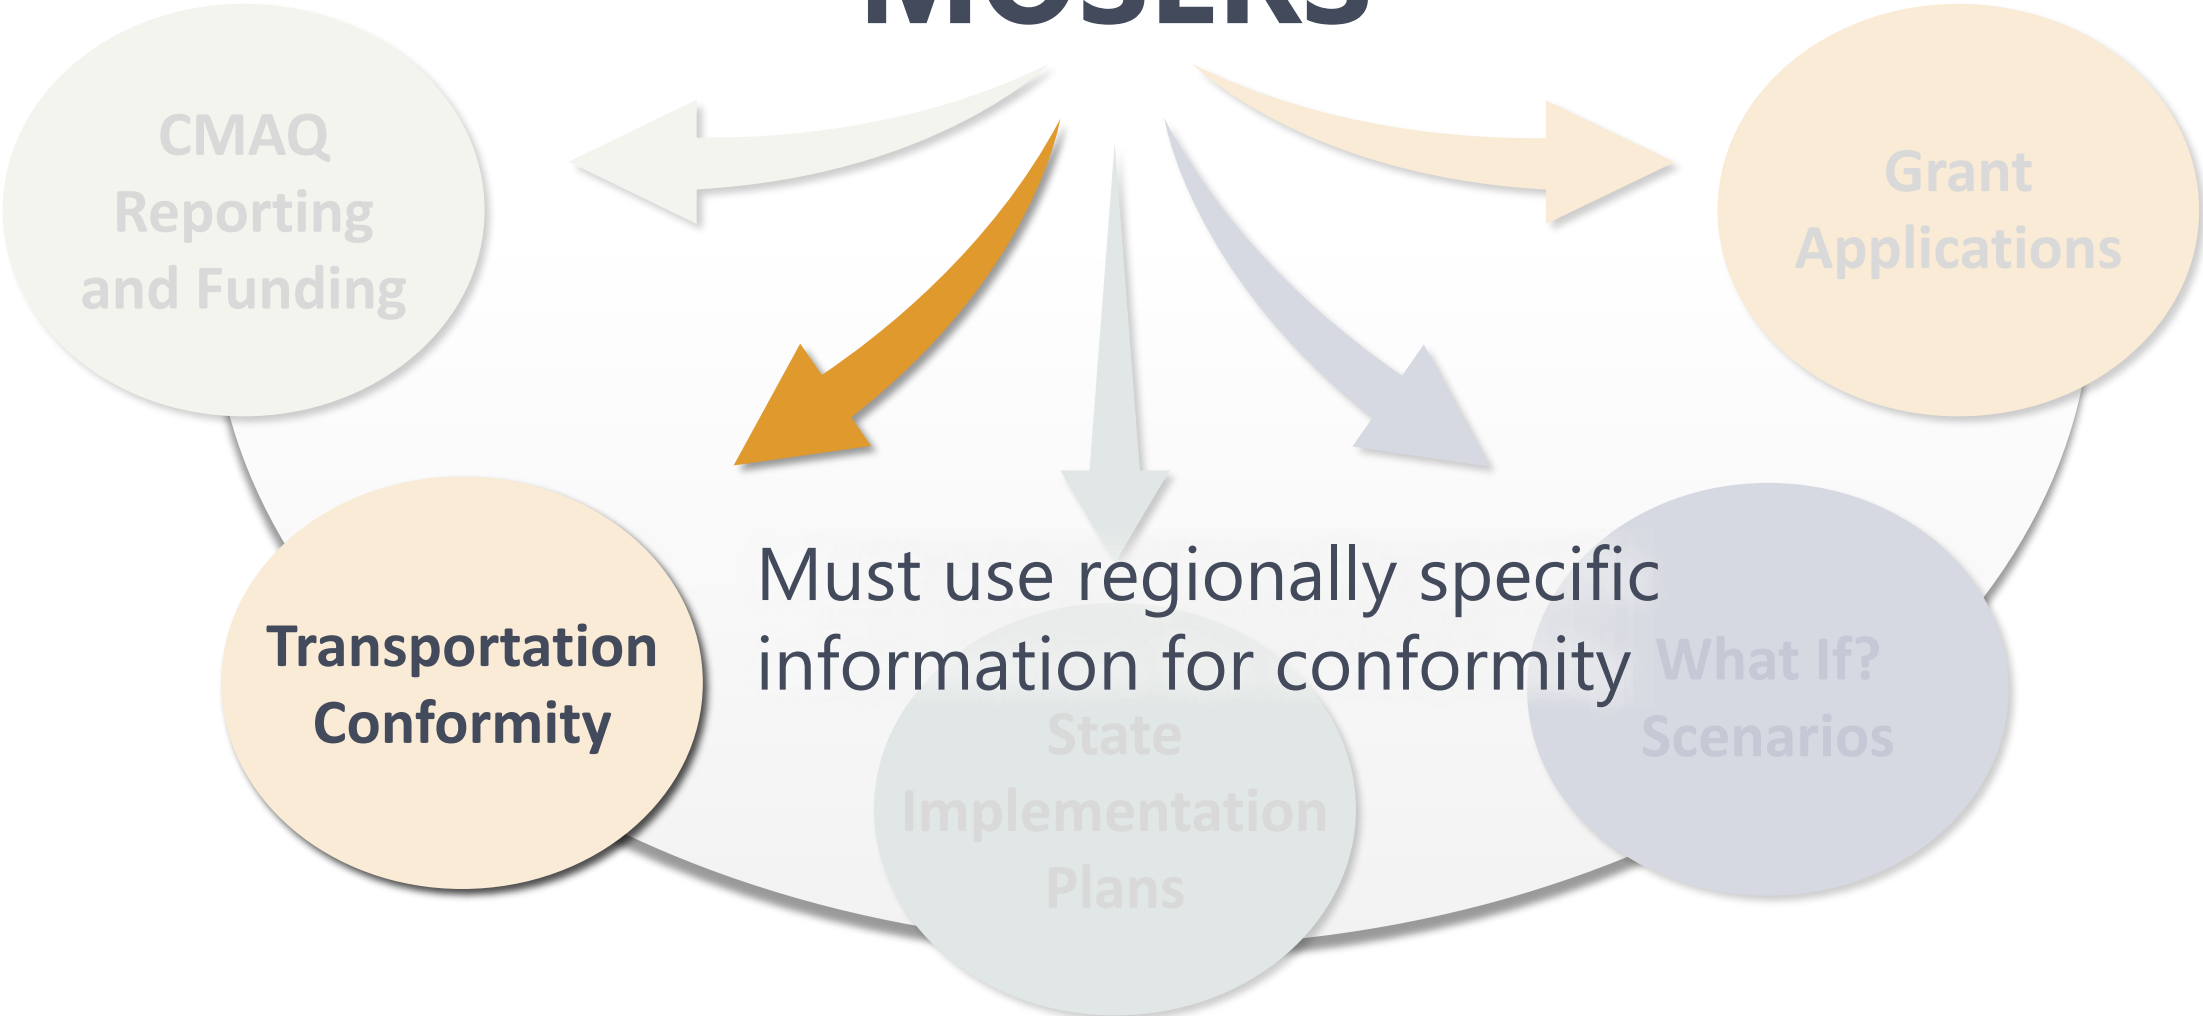 MOSERS
CMAQ
Reporting
and Funding
Grant
Applications
Transportation
Conformity
Must use regionally specific
information for conformity
What If?
Scenarios
State
Implementation
Plans